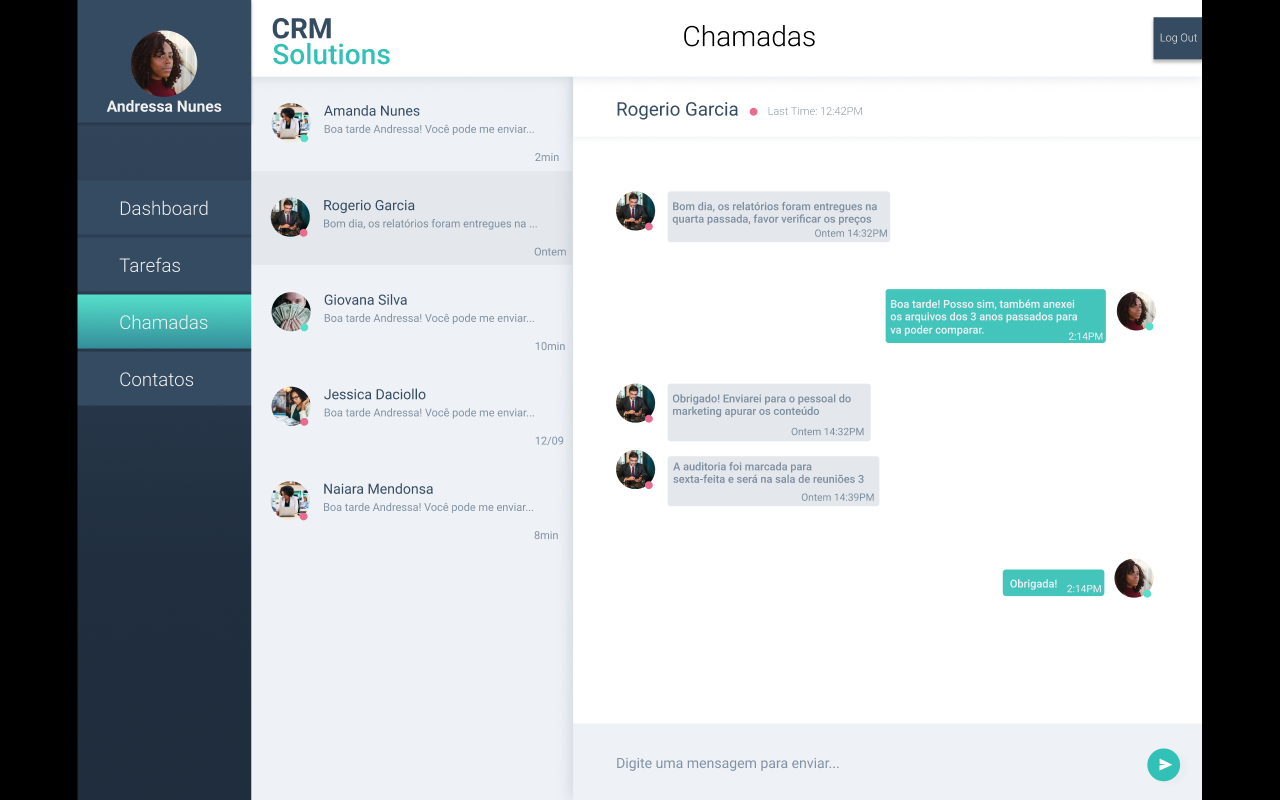 Andressa Nunes
Dashboard
Tarefas
Chamadas
Contatos
CRM
Solutions
Chamadas
Log Out
Amanda Nunes
Boa tarde Andressa! Você pode me enviar...
2min
Rogerio Garcia
Bom dia, os relatórios foram entregues na ...
Ontem
Giovana Silva
Boa tarde Andressa! Você pode me enviar...
10min
Jessica Daciollo
Boa tarde Andressa! Você pode me enviar...
12/09
Naiara Mendonsa
Boa tarde Andressa! Você pode me enviar...
8min
Rogerio Garcia
Last Time: 12:42PM
Bom dia, os relatórios foram entregues na
quarta passada, favor verificar os preços
Ontem 14:32PM
Boa tarde! Posso sim, também anexei
os arquivos dos 3 anos passados para
va poder comparar.
2:14PM
Obrigado! Enviarei para o pessoal do
marketing apurar os conteúdo
Ontem 14:32PM
A auditoria foi marcada para
sexta-feita e será na sala de reuniões 3
Ontem 14:39PM
Obrigada!
2:14PM
Digite uma mensagem para enviar...